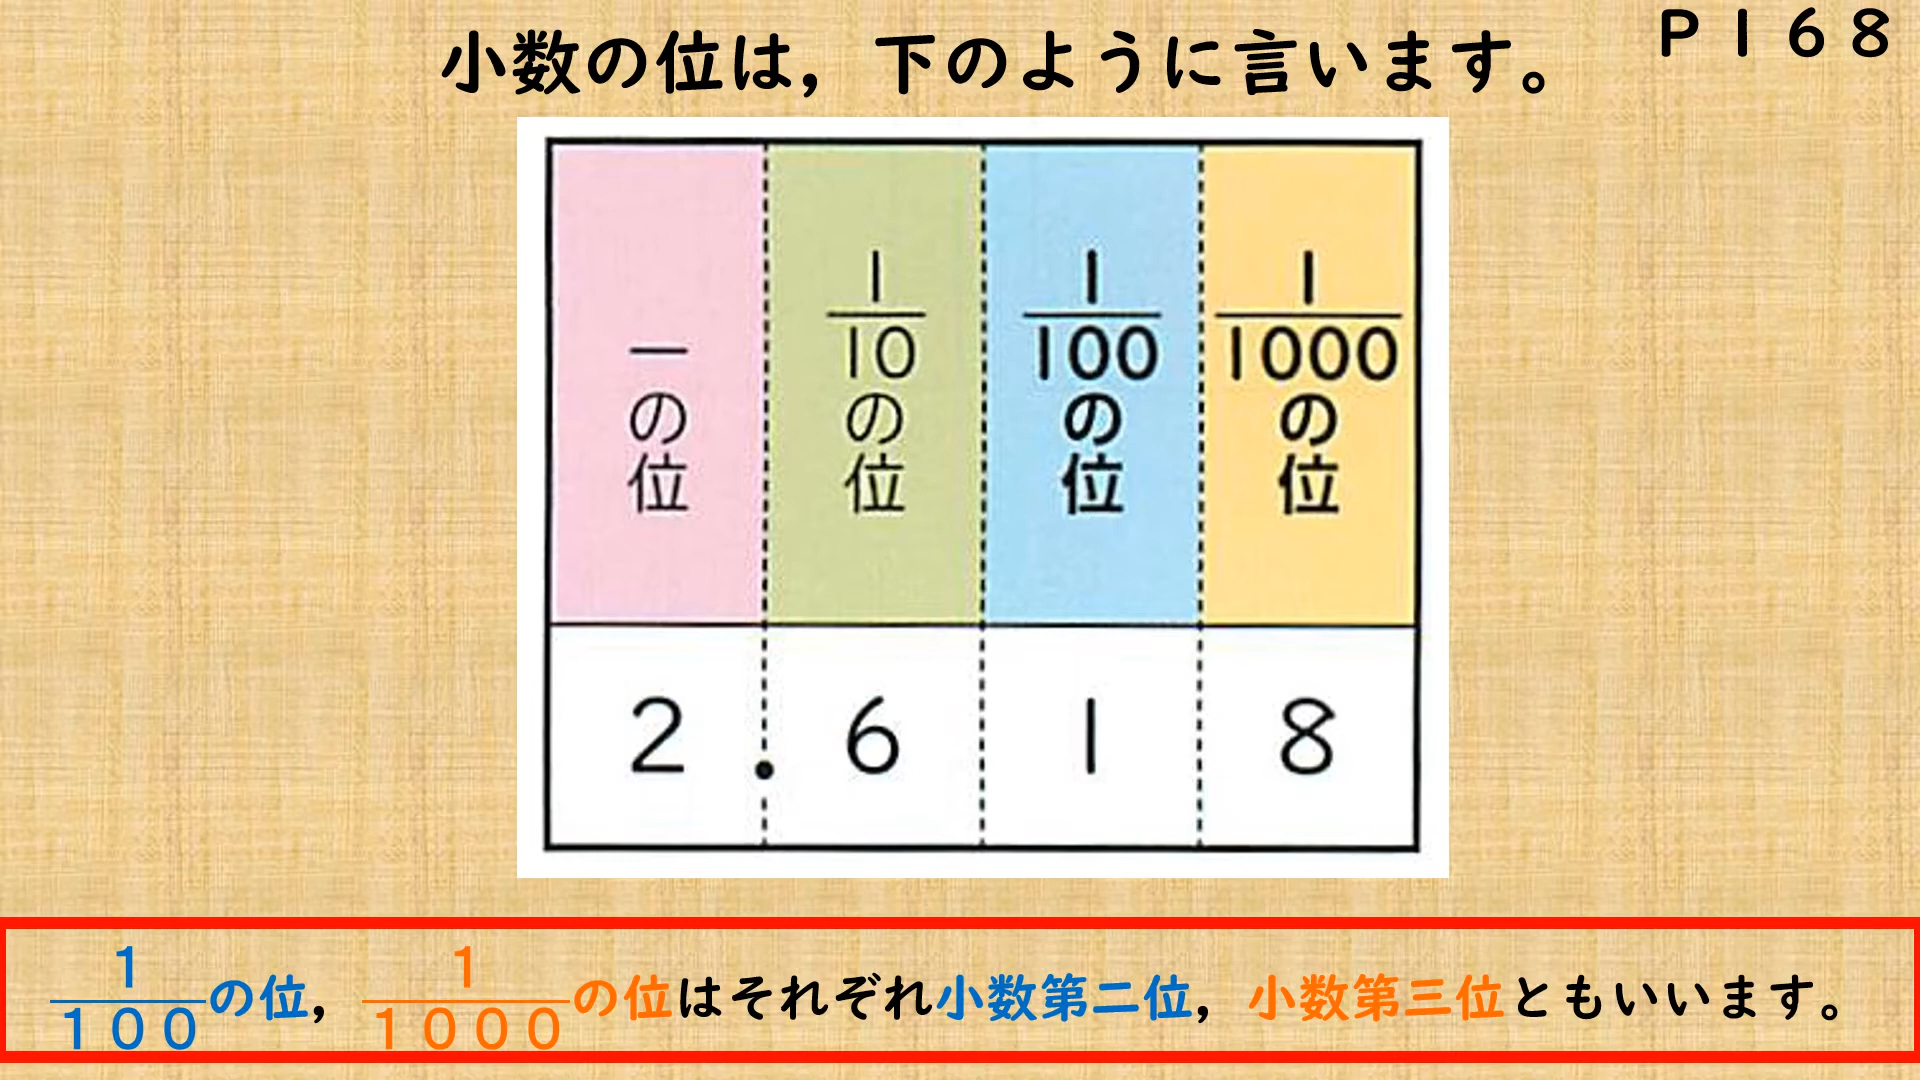 小数の位は，下のように言います。
Ｐ１６８
一の位
1/10の位
1/100の位
1/1000の位
2.618
1/１００の位，1/１０００の位はそれぞれ小数第二位，小数第三位ともいいます。